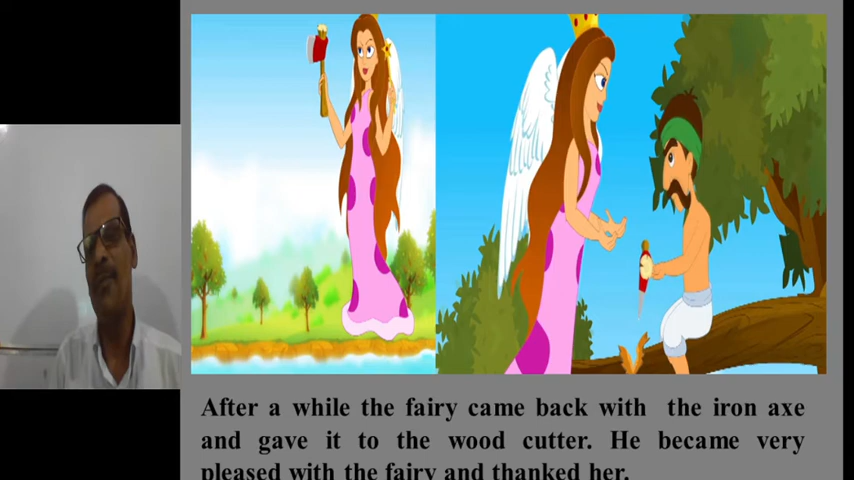 After a while the fairy came back with the iron axe
and gave it to the wood cutter. He became very
pleased with the fairy and thanked her.